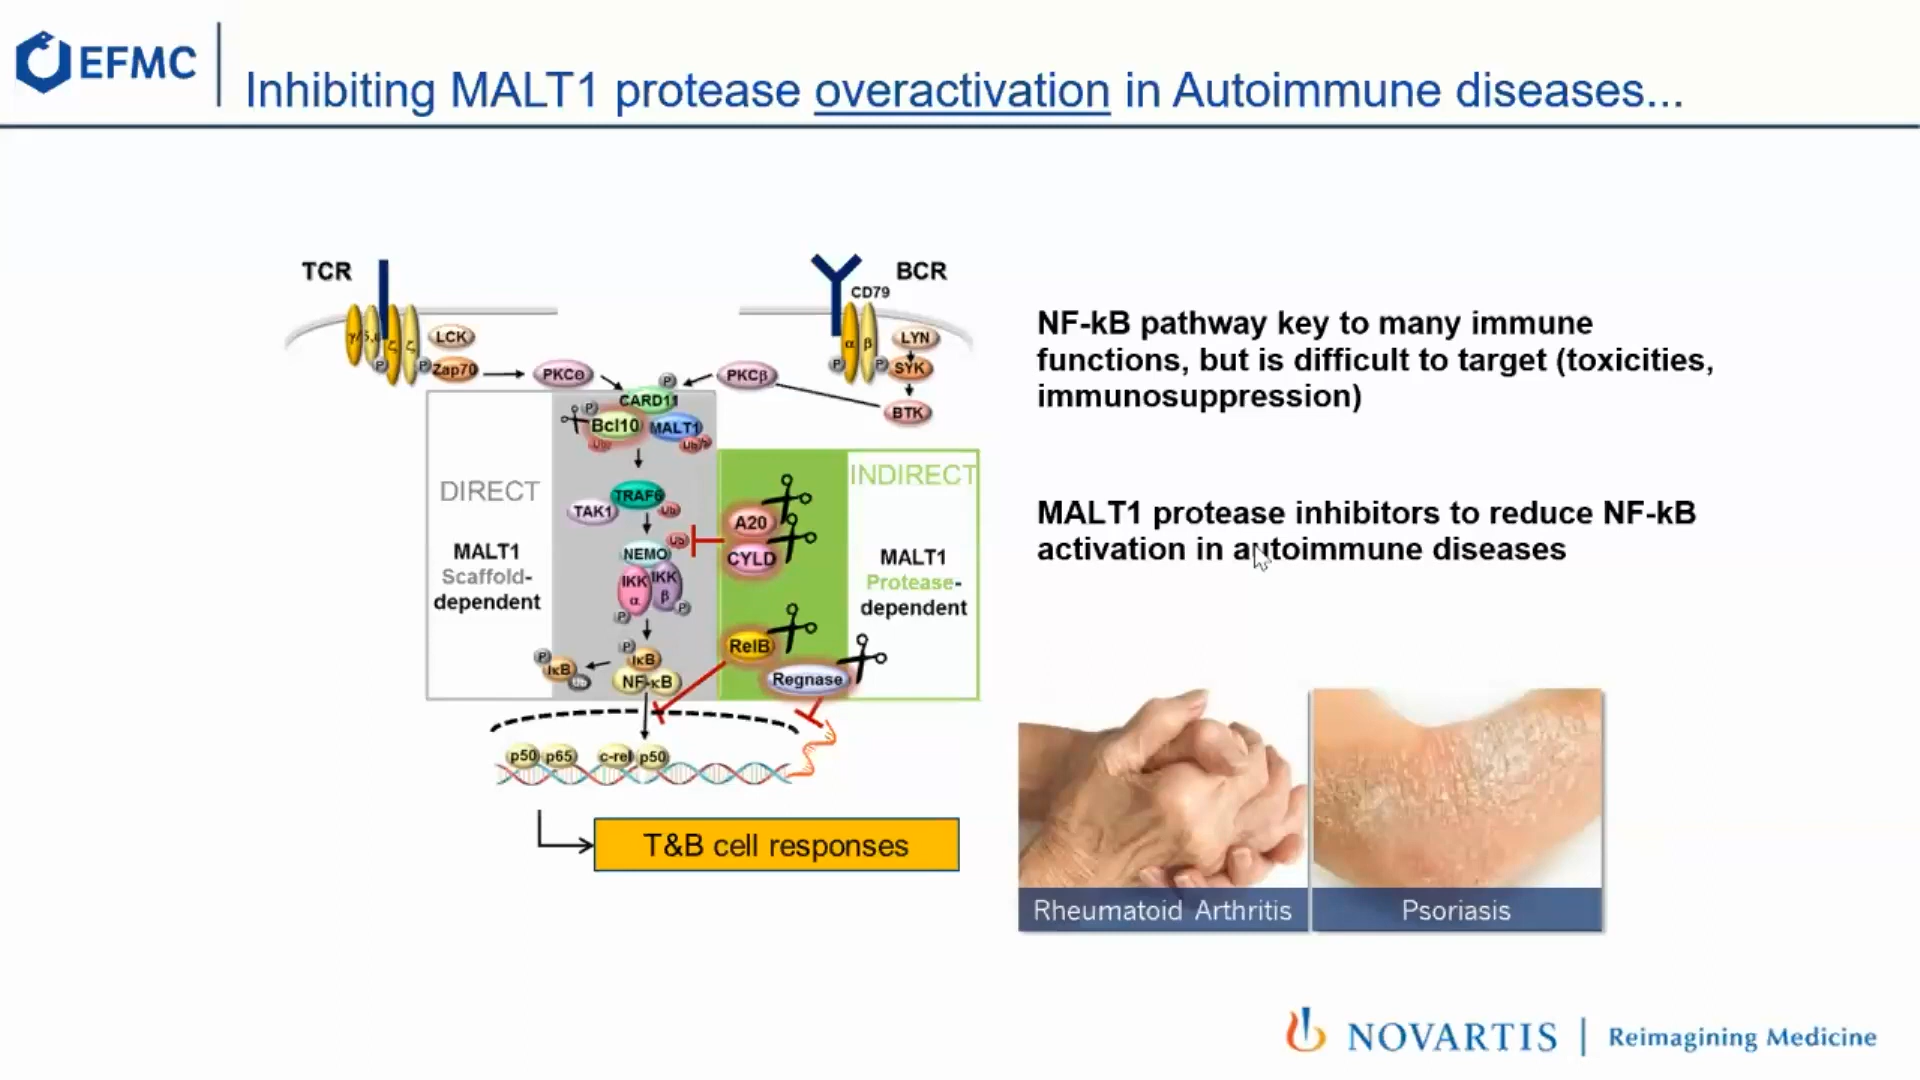 EFMC
Inhibiting MALT1 protease overactivation in Autoimmune diseases...
TCR
BCR
CD79
LCK
Zap70
PKCθ
PKCβ
LYN
SYK
BTK
α β
ζ ζ
P
P
P
P
P
CARD11
P
Bcl10
MALT1
Ub
DIRECT
MALT1
Scaffold-
dependent
TRAF6
TAK1
Ub
NEMO
Ub
IKK
α
IKK
β
P
P
P
IκB
NF-κB
P
IκB
Ub
INDIRECT
A20
CYLD
MALT1
Protease-
dependent
RelB
Regnase
p50 p65 c-rel p50
T&B cell responses
NF-kB pathway key to many immune
functions, but is difficult to target (toxicities,
immunosuppression)
MALT1 protease inhibitors to reduce NF-kB
activation in autoimmune diseases
Rheumatoid Arthritis
Psoriasis
NOVARTIS | Reimagining Medicine